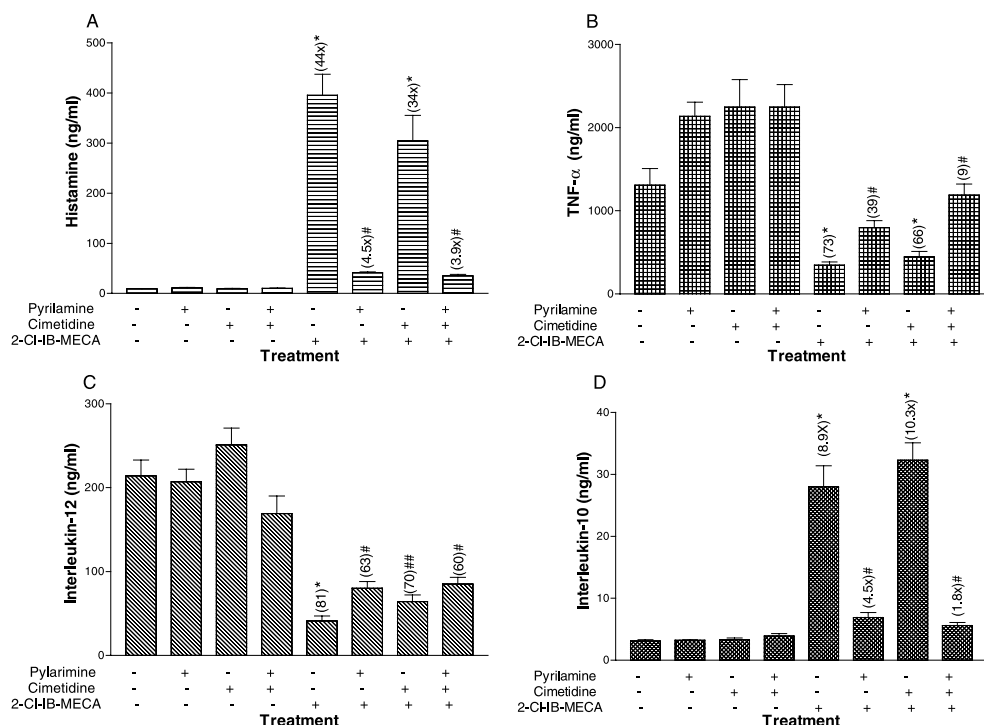 A
Histamine (ng/ml)
500
400
300
200
100
0
(44x)*
(4.5x)#
(34x)*
(3.9x)#
Pyrilamine - + - + - + - +
Cimetidine - - + + - - + +
2-Cl-IB-MECA - - - - + + + +
Treatment
B
TNF-α (ng/ml)
3000
2000
1000
0
(73)*
(39)#
(66)*
(9)#
Pyrilamine - + - + - + - +
Cimetidine - - + + - - + +
2-Cl-IB-MECA - - - - + + + +
Treatment
C
Interleukin-12 (ng/ml)
300
200
100
0
(81)*
(63)#
(70)##
(60)#
Pylarimine - + - + - + - +
Cimetidine - - + + - - + +
2-Cl-IB-MECA - - - - + + + +
Treatment
D
Interleukin-10 (ng/ml)
40
30
20
10
0
(8.9X)*
(4.5x)#
(10.3x)*
(1.8x)#
Pyrilamine - - - - + + + +
Cimetidine - - + + - - + +
2-Cl-IB-MECA - - - - + + + +
Treatment